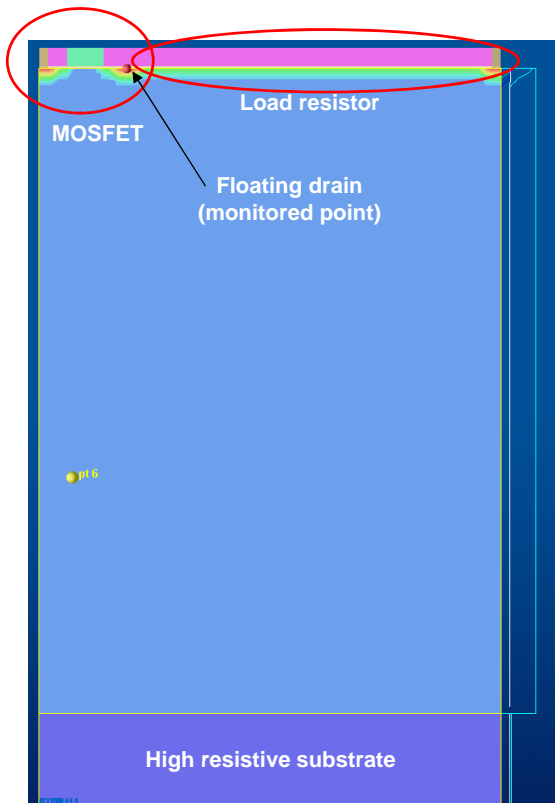 Load resistor
MOSFET
Floating drain
(monitored point)
pt 6
High resistive substrate